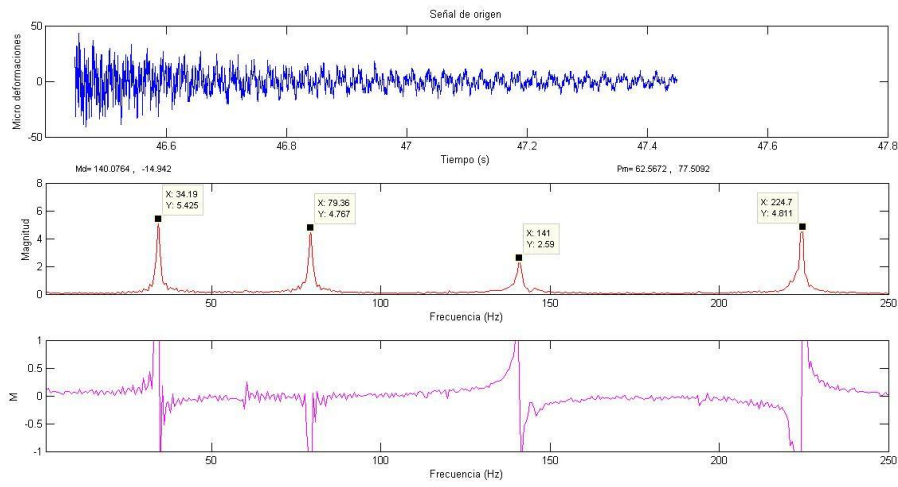 Señal de origen
Micro deformaciones
50
0
-50
46.6 46.8 47 47.2 47.4 47.6 47.8
Tiempo (s)
Md= 140.0764 , -14.942
Pm= 62.5672 , 77.5092
Magnitud
8
6
4
2
0
X: 34.19
Y: 5.425
X: 79.36
Y: 4.767
X: 141
Y: 2.59
X: 224.7
Y: 4.811
50 100 150 200 250
Frecuencia (Hz)
M
1
0.5
0
-0.5
-1
50 100 150 200 250
Frecuencia (Hz)